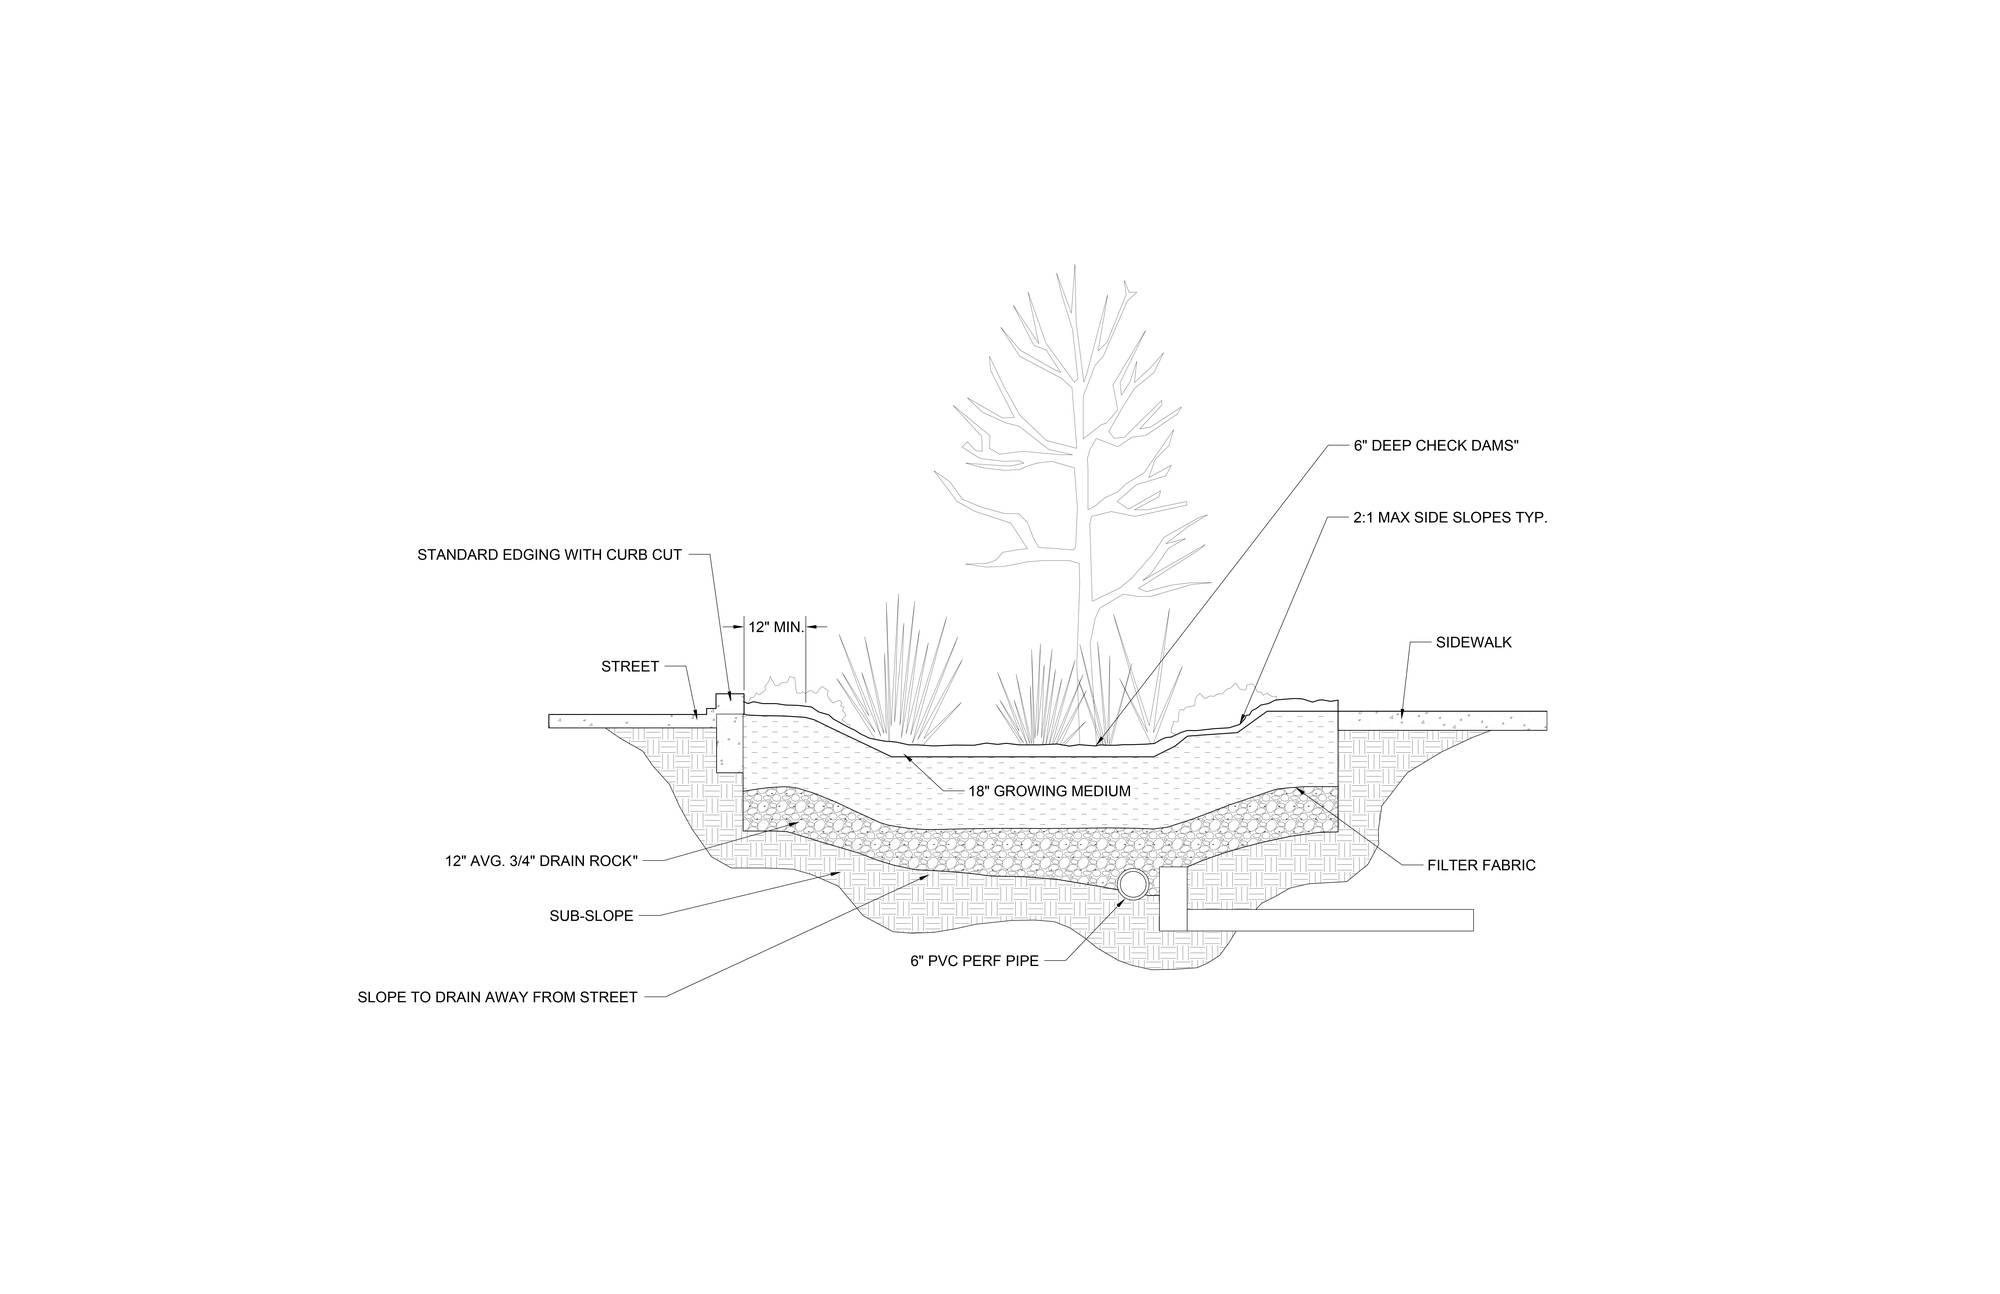 6" DEEP CHECK DAMS"
2:1 MAX SIDE SLOPES TYP.
STANDARD EDGING WITH CURB CUT
12" MIN.
SIDEWALK
STREET
18" GROWING MEDIUM
12" AVG. 3/4" DRAIN ROCK"
FILTER FABRIC
SUB-SLOPE
6" PVC PERF PIPE
SLOPE TO DRAIN AWAY FROM STREET